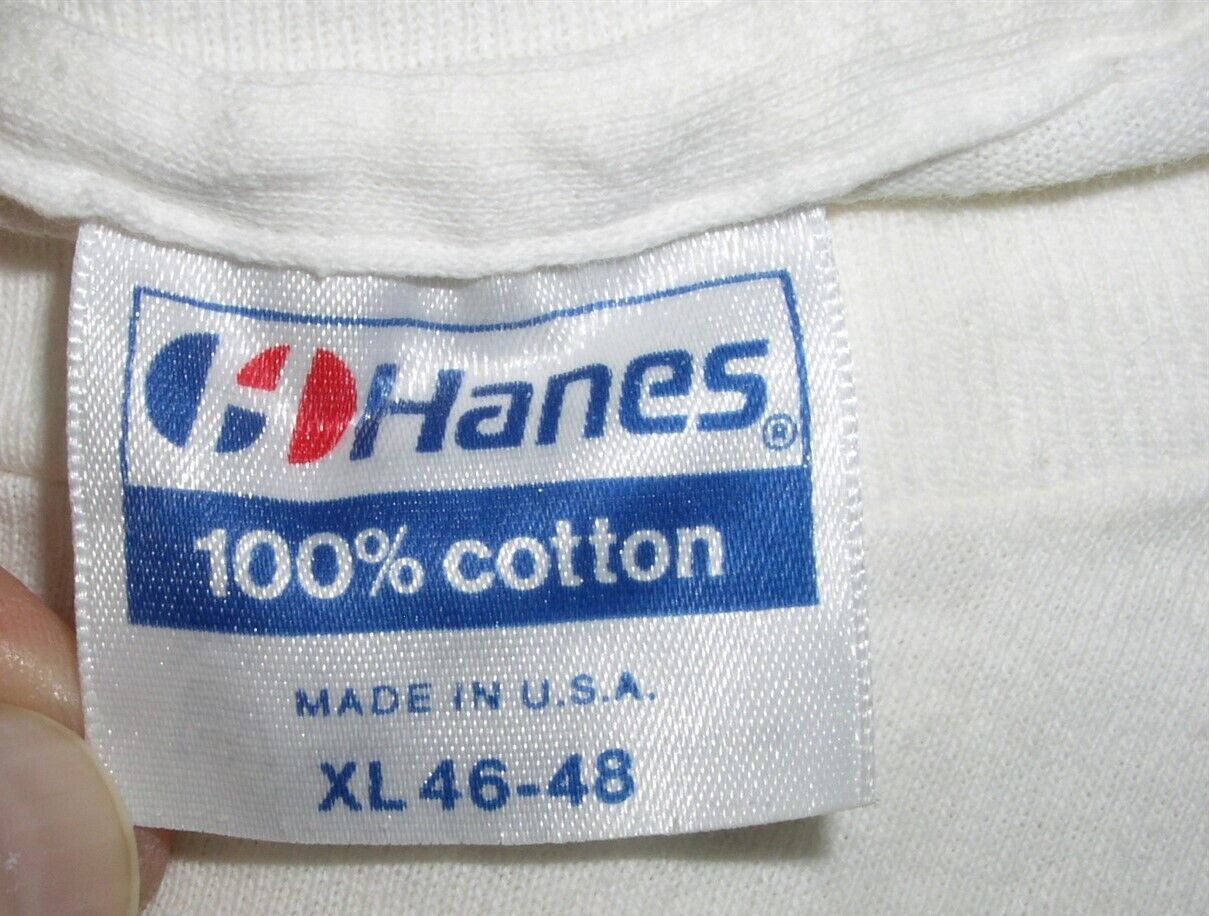 Hanes®
100% cotton
MADE IN U.S.A.
XL 46-48